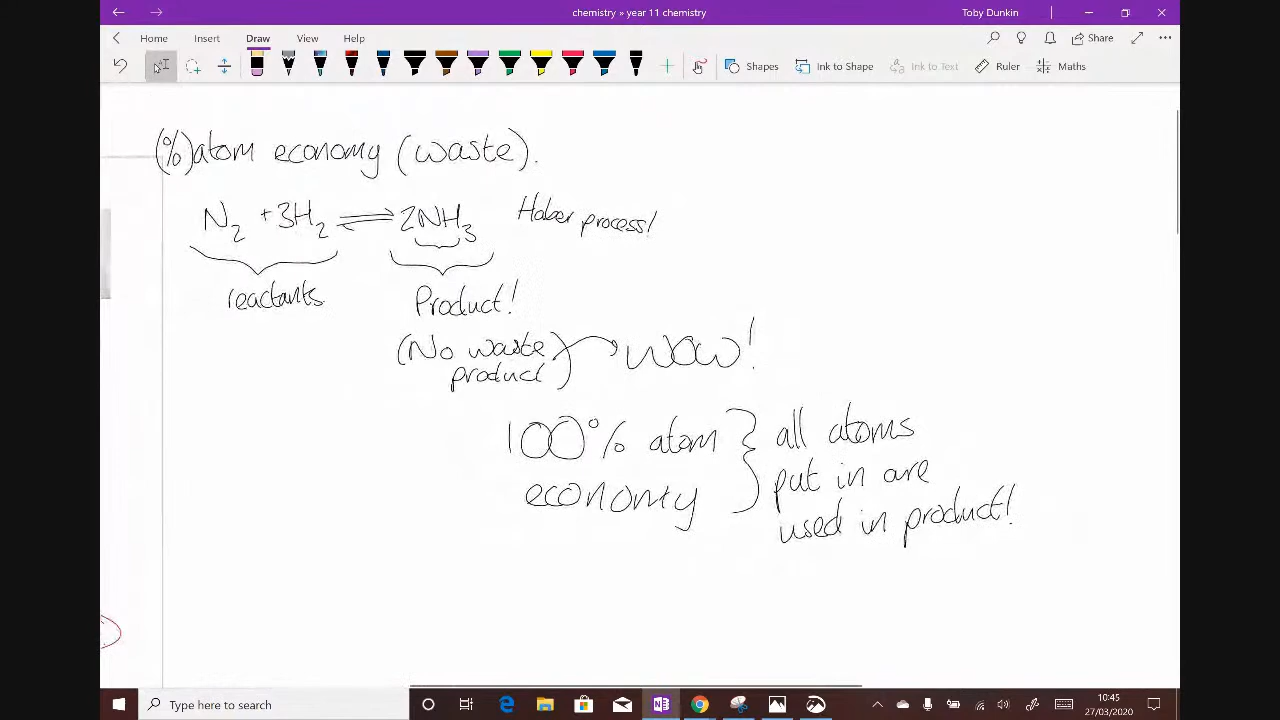 chemistry » year 11 chemistry
Toby Dunkin
Home Insert Draw View Help
Share
Shapes Ink to Shape Ink to Text Ruler Maths
(%) atom economy (waste).
N₂ + 3H₂ ⇌ 2NH₃ Haber process!
reactants Product!
(No waste product) WOW!
100% atom economy
all atoms
put in are
used in product!
Type here to search
10:45
27/03/2020